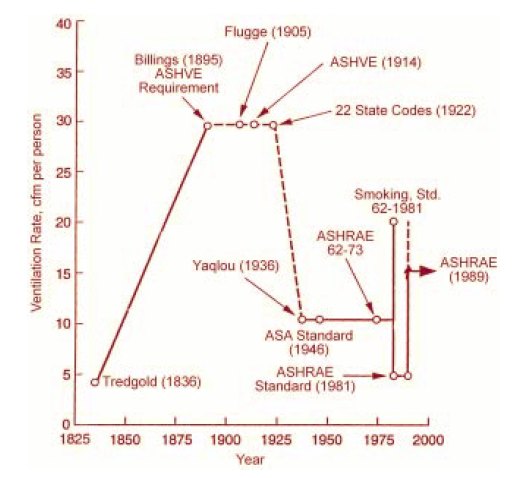 40
35
30
25
20
15
10
5
0
Ventilation Rate, cfm per person
Flugge (1905)
Billings (1895)
ASHVE
Requirement
ASHVE (1914)
22 State Codes (1922)
Smoking, Std.
62-1981
ASHRAE
62-73
ASHRAE
(1989)
Yaqlou (1936)
ASA Standard
(1946)
ASHRAE
Standard (1981)
Tredgold (1836)
1825
1850
1875
1900
1925
1950
1975
2000
Year